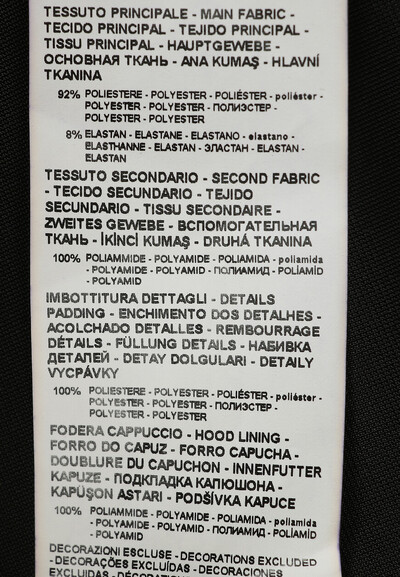 TESSUTO PRINCIPALE - MAIN FABRIC -
TECIDO PRINCIPAL - TEJIDO PRINCIPAL -
TISSU PRINCIPAL - HAUPTGEWEBE -
ОСНОВНАЯ ТКАНЬ - ANA KUMAŞ - HLAVNÍ
TKANINA
92% POLIESTERE - POLYESTER - POLIÉSTER - poliéster -
POLYESTER - POLYESTER - ПОЛИЭСТЕР -
POLYESTER - POLYESTER
8% ELASTAN - ELASTANE - ELASTANO - elastano -
ELASTHANNE - ELASTAN - ЭЛАСТАН - ELASTAN -
ELASTAN
TESSUTO SECONDARIO - SECOND FABRIC
- TECIDO SECUNDARIO - TEJIDO
SECUNDARIO - TISSU SECONDAIRE -
ZWEITES GEWEBE - ВСПОМОГАТЕЛЬНАЯ
ТКАНЬ - İKİNCİ KUMAŞ - DRUHÁ TKANINA
100% POLIAMMIDE - POLYAMIDE - POLIAMIDA - poliamida
- POLYAMIDE - POLYAMID - ПОЛИАМИД - POLİAMİD
- POLYAMID
IMBOTTITURA DETTAGLI - DETAILS
PADDING - ENCHIMENTO DOS DETALHES -
ACOLCHADO DETALLES - REMBOURRAGE
DÉTAILS - FÜLLUNG DETAILS - НАБИВКА
ДЕТАЛЕЙ - DETAY DOLGULARI - DETAILY
VYCPÁVKY
100% POLIESTERE - POLYESTER - POLIÉSTER - poliéster -
POLYESTER - POLYESTER - ПОЛИЭСТЕР -
POLYESTER - POLYESTER
FODERA CAPPUCCIO - HOOD LINING -
FORRO DO CAPUZ - FORRO CAPUCHA -
DOUBLURE DU CAPUCHON - INNENFUTTER
KAPUZE - ПОДКЛАДКА КАПЮШОНА -
KAPÜŞON ASTARI - PODŠÍVKA KAPUCE
100% POLIAMMIDE - POLYAMIDE - POLIAMIDA - poliamida
- POLYAMIDE - POLYAMID - ПОЛИАМИД - POLİAMİD
- POLYAMID
DECORAZIONI ESCLUSE - DECORATIONS EXCLUDED
- DECORAÇÕES EXCLUÍDAS - DECORACIONES
EXCLUIDAS - DÉCORATIONS